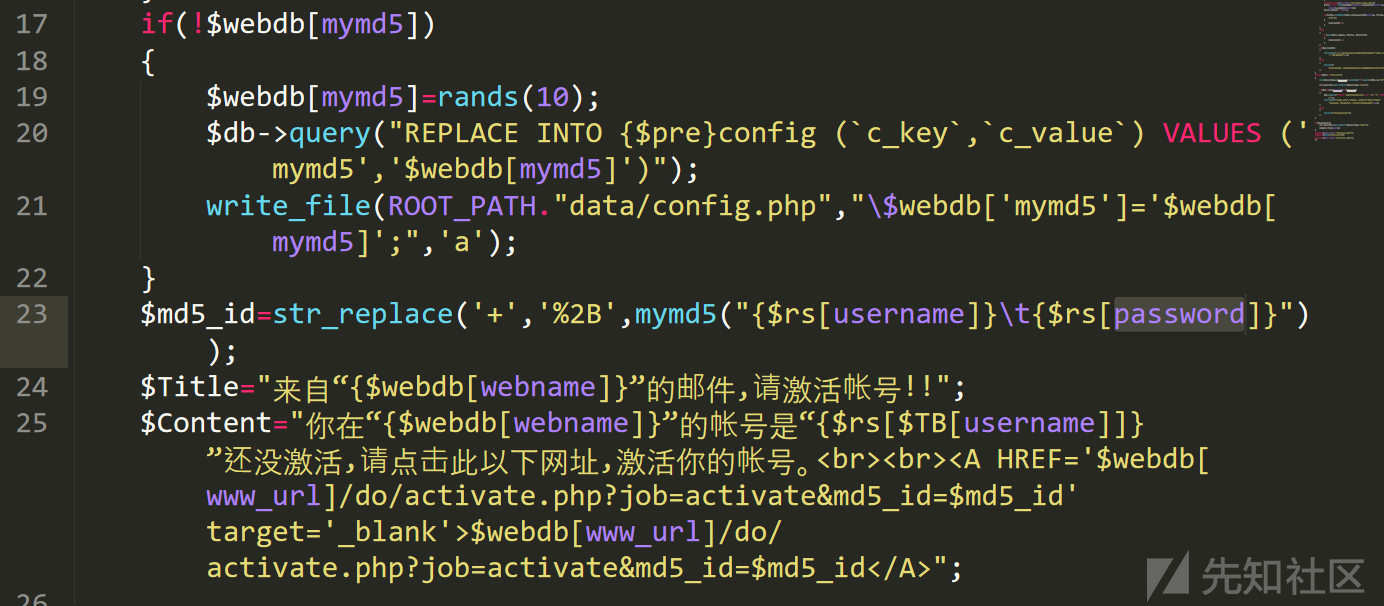 17 if(!$webdb[mymd5])
18 {
19 $webdb[mymd5]=rands(10);
20 $db->query("REPLACE INTO {$pre}config (`c_key`,`c_value`) VALUES ('
mymd5','$webdb[mymd5]')");
21 write_file(ROOT_PATH."data/config.php","\$webdb['mymd5']='$webdb[
mymd5]';",'a');
22 }
23 $md5_id=str_replace('+','%2B',mymd5("{$rs[username]}\t{$rs[password]}")
);
24 $Title="来自“{$webdb[webname]}”的邮件,请激活帐号!!";
25 $Content="你在“{$webdb[webname]}”的帐号是“{$rs[$TB[username]]}
”还没激活,请点击此以下网址,激活你的帐号。<br><br><A HREF='$webdb[
www_url]/do/activate.php?job=activate&md5_id=$md5_id'
target='_blank'>$webdb[www_url]/do/
activate.php?job=activate&md5_id=$md5_id</A>";
26
先知社区